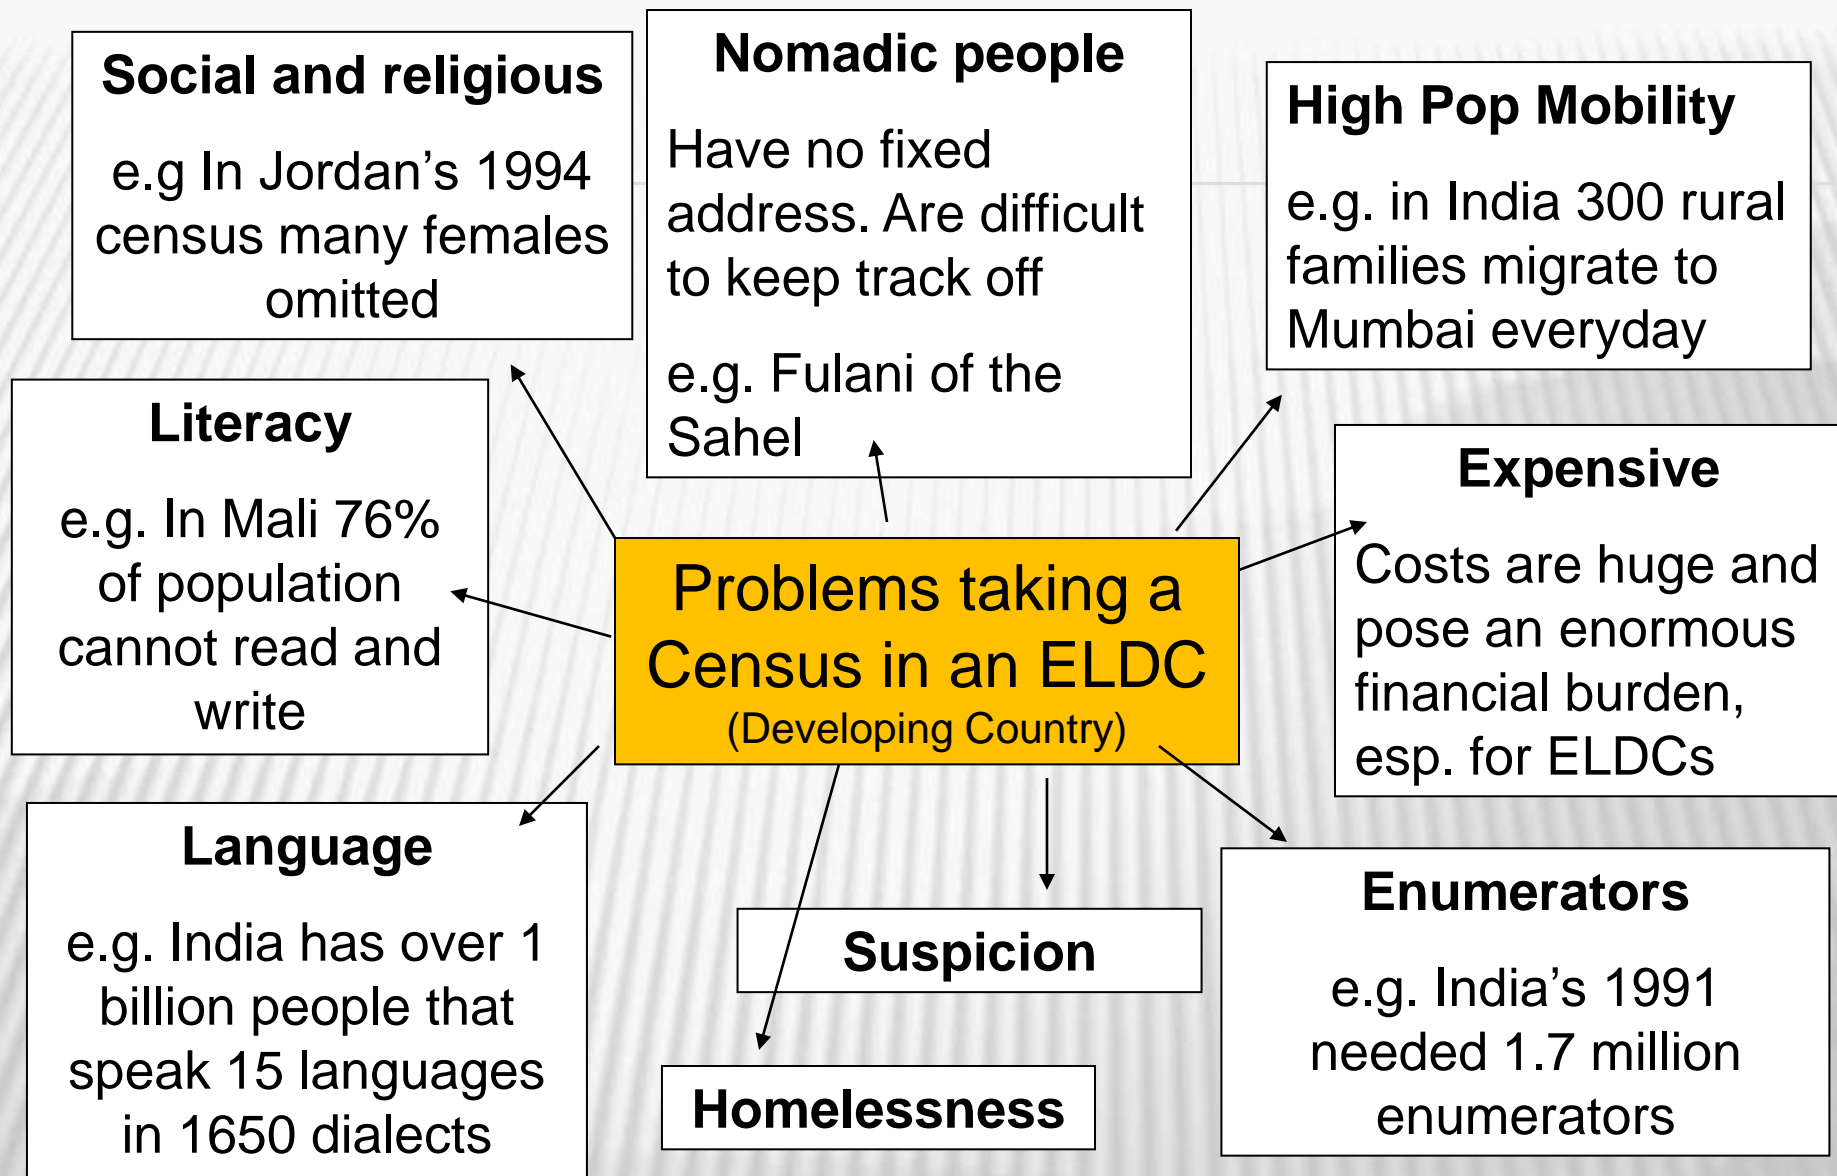 Social and religious
e.g In Jordan’s 1994
census many females
omitted
Nomadic people
Have no fixed
address. Are difficult
to keep track off
e.g. Fulani of the
Sahel
High Pop Mobility
e.g. in India 300 rural
families migrate to
Mumbai everyday
Literacy
e.g. In Mali 76%
of population
cannot read and
write
Problems taking a
Census in an ELDC
(Developing Country)
Expensive
Costs are huge and
pose an enormous
financial burden,
esp. for ELDCs
Language
e.g. India has over 1
billion people that
speak 15 languages
in 1650 dialects
Suspicion
Homelessness
Enumerators
e.g. India’s 1991
needed 1.7 million
enumerators